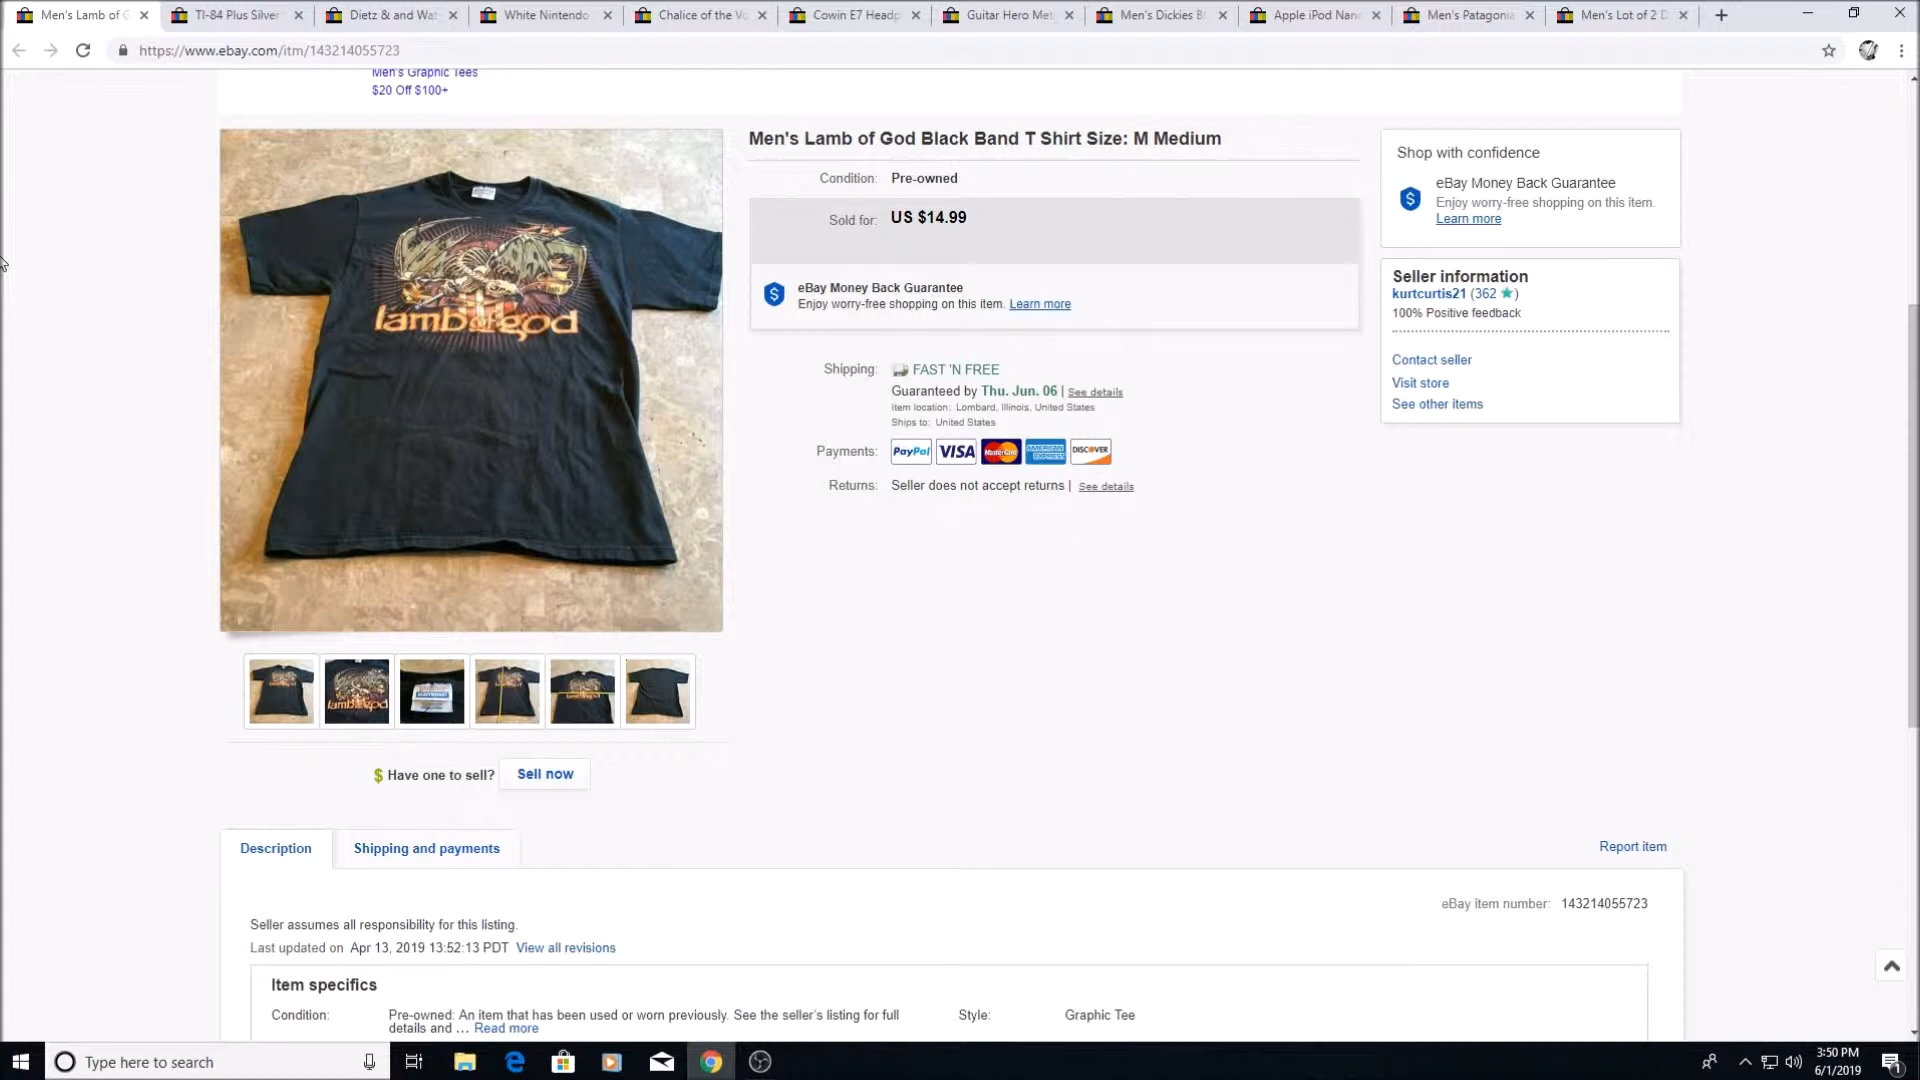 Men's Lamb of G
TI-84 Plus Silver
Dietz & and Wat
White Nintendo
Chalice of the Vo
Cowin E7 Headp
Guitar Hero Met
Men's Dickies Bl
Apple iPod Nan
Men's Patagonia
Men's Lot of 2 D
https://www.ebay.com/itm/143214055723
Men's Graphic Tees
$20 Off $100+
Men's Lamb of God Black Band T Shirt Size: M Medium
Condition: Pre-owned
Sold for: US $14.99
eBay Money Back Guarantee
Enjoy worry-free shopping on this item. Learn more
Shipping: FAST 'N FREE
Guaranteed by Thu. Jun. 06 | See details
Item location: Lombard, Illinois, United States
Ships to: United States
Payments: PayPal VISA MasterCard AMERICAN EXPRESS DISCOVER
Returns: Seller does not accept returns | See details
Shop with confidence
eBay Money Back Guarantee
Enjoy worry-free shopping on this item.
Learn more
Seller information
kurtcurtis21 (362)
100% Positive feedback
Contact seller
Visit store
See other items
lamb of god
lamb of god
$ Have one to sell? Sell now
Description
Shipping and payments
Report item
eBay item number: 143214055723
Seller assumes all responsibility for this listing.
Last updated on Apr 13, 2019 13:52:13 PDT View all revisions
Item specifics
Condition: Pre-owned: An item that has been used or worn previously. See the seller's listing for full
details and ... Read more
Style: Graphic Tee
Type here to search
3:50 PM
6/1/2019
1